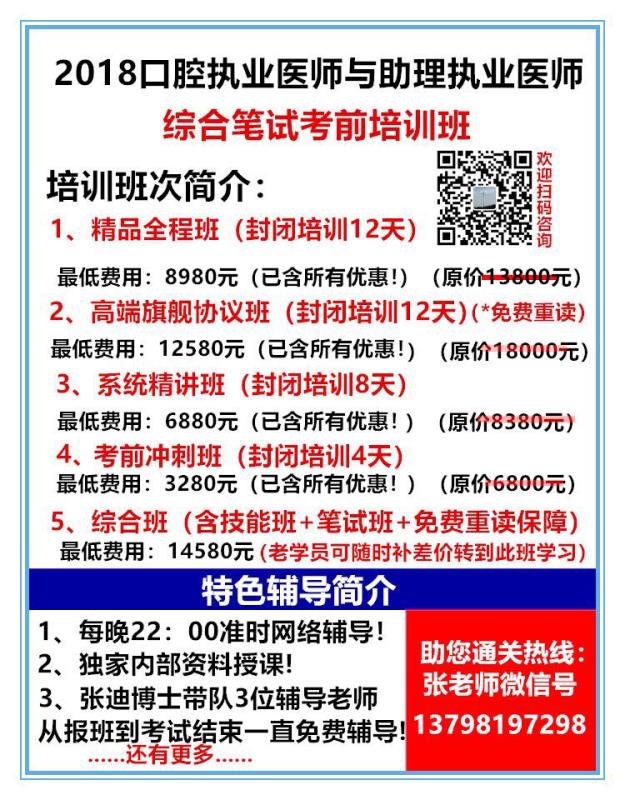 2018口腔执业医师与助理执业医师
综合笔试考前培训班
欢迎扫码咨询
培训班次简介：
1、精品全程班（封闭培训12天）
最低费用：8980元（已含所有优惠！）（原价13800元）
2、高端旗舰协议班（封闭培训12天）(*免费重读)
最低费用：12580元（已含所有优惠！）（原价18000元）
3、系统精讲班（封闭培训8天）
最低费用：6880元（已含所有优惠！）（原价8380元）
4、考前冲刺班（封闭培训4天）
最低费用：3280元（已含所有优惠！）（原价6800元）
5、综合班（含技能班+笔试班+免费重读保障）
最低费用：14580元(老学员可随时补差价转到此班学习)
特色辅导简介
1、每晚22：00准时网络辅导！
2、独家内部资料授课！
3、张迪博士带队3位辅导老师
从报班到考试结束一直免费辅导！
......还有更多......
助您通关热线：
张老师微信号
13798197298